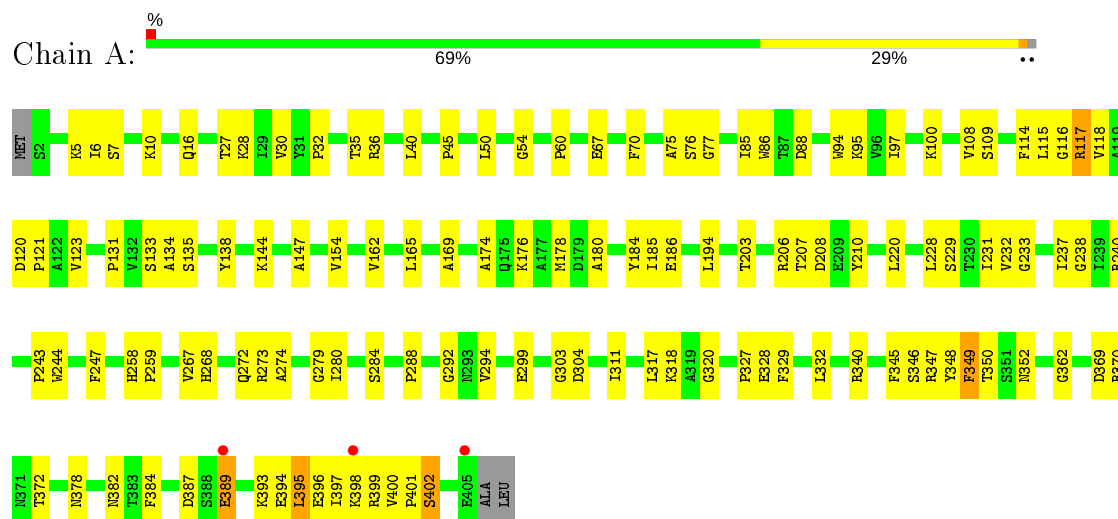 %
Chain A:
69% 29% ••
MET S2 K5 I6 S7 K10 Q16 T27 K28 I29 V30 Y31 P32 T35 R36 L40 P45 L50 G54 P60 E67 F70 A75 S76 G77 I85 W86 T87 D88 W94 K95 V96 I97 K100 V108 S109 F114 L115 G116 R117 V118 A119
D120 P121 A122 V123 P131 V132 S133 A134 S135 Y138 K144 A147 V154 V162 L165 A169 A174 Q175 K176 A177 M178 D179 A180 Y184 I185 E186 L194 T203 R206 T207 D208 E209 Y210 L220 L228 S229 T230 I231 V232 G233 I237 G238 I239 R240
P243 W244 F247 H258 P259 V267 H268 Q272 R273 A274 G279 I280 S284 P288 G292 N293 V294 E299 G303 D304 I311 L317 K318 A319 G320 P327 E328 F329 L332 R340 F345 S346 R347 Y348 F349 T350 S351 N352 G362 D369 R370
N371 T372 N378 N382 T383 F384 D387 S388 E389 K393 E394 L395 E396 I397 K398 R399 V400 P401 S402 E405 ALA LEU